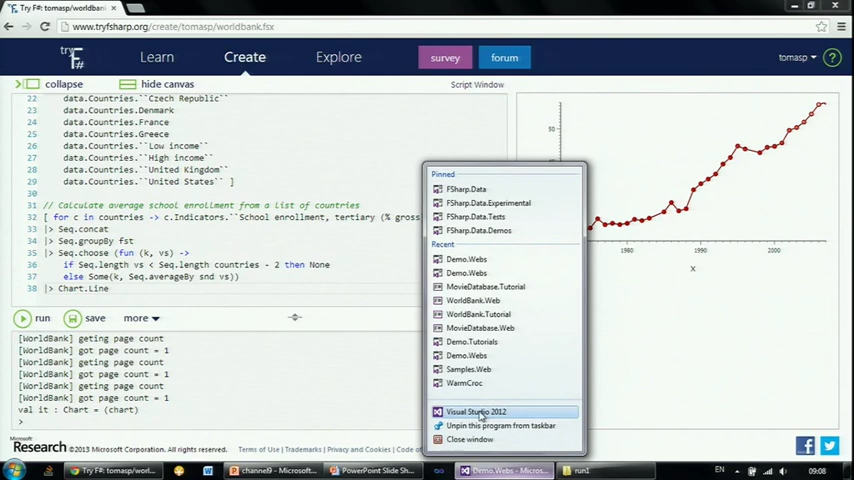 Try F#: tomasp/worldbank.f
www.tryfsharp.org/create/tomasp/worldbank.fsx
try F#
Learn
Create
Explore
survey
forum
tomasp
?
collapse
hide canvas
Script Window
22 data.Countries.``Czech Republic``
23 data.Countries.Denmark
24 data.Countries.France
25 data.Countries.Greece
26 data.Countries.``Low income``
27 data.Countries.``High income``
28 data.Countries.``United Kingdom``
29 data.Countries.``United States`` ]
30
31 // Calculate average school enrollment from a list of countries
32 [ for c in countries -> c.Indicators.``School enrollment, tertiary (% gross
33 |> Seq.concat
34 |> Seq.groupBy fst
35 |> Seq.choose (fun (k, vs) ->
36 if Seq.length vs < Seq.length countries - 2 then None
37 else Some(k, Seq.averageBy snd vs))
38 |> Chart.Line
50
1980
1990
2000
X
run
save
more
[WorldBank] geting page count
[WorldBank] got page count = 1
[WorldBank] geting page count
[WorldBank] got page count = 1
[WorldBank] geting page count
[WorldBank] got page count = 1
val it : Chart = (chart)
>
Pinned
FSharp.Data
FSharp.Data.Experimental
FSharp.Data.Tests
FSharp.Data.Demos
Recent
Demo.Webs
Demo.Webs
MovieDatabase.Tutorial
WorldBank.Web
WorldBank.Tutorial
MovieDatabase.Web
Demo.Tutorials
Demo.Webs
Samples.Web
WarmCroc
Visual Studio 2012
Unpin this program from taskbar
Close window
Microsoft
Research
©2013 Microsoft Corporation.
Terms of Use | Trademarks | Privacy and Cookies | Code
Try F#: tomasp/wor...
channel9 - Microsoft...
PowerPoint Slide Sh...
Demo.Webs - Micros...
run1
EN
09:08